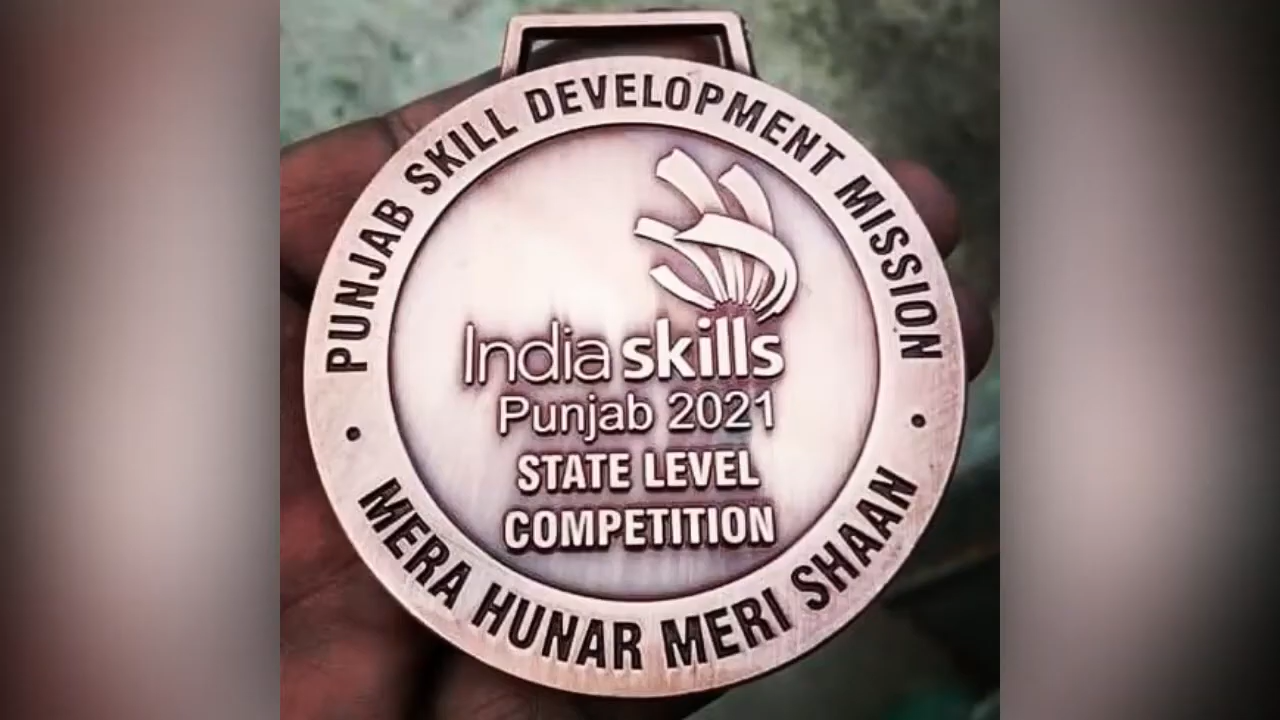 PUNJAB SKILL DEVELOPMENT MISSION
India skills
Punjab 2021
STATE LEVEL
COMPETITION
MERA HUNAR MERI SHAAN